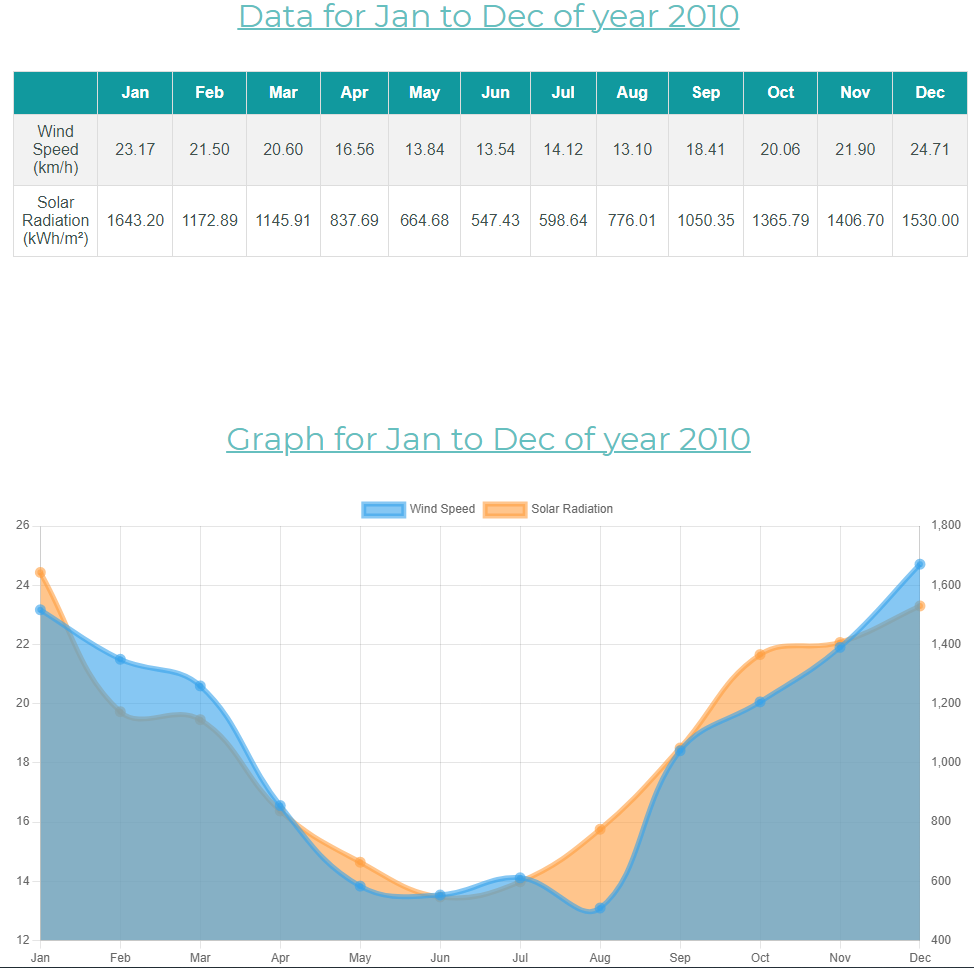 Data for Jan to Dec of year 2010
Jan Feb Mar Apr May Jun Jul Aug Sep Oct Nov Dec
Wind
Speed
(km/h)
23.17 21.50 20.60 16.56 13.84 13.54 14.12 13.10 18.41 20.06 21.90 24.71
Solar
Radiation
(kWh/m²)
1643.20 1172.89 1145.91 837.69 664.68 547.43 598.64 776.01 1050.35 1365.79 1406.70 1530.00
Graph for Jan to Dec of year 2010
Wind Speed Solar Radiation
26 1,800
24 1,600
22 1,400
20 1,200
18 1,000
16 800
14 600
12 400
Jan Feb Mar Apr May Jun Jul Aug Sep Oct Nov Dec